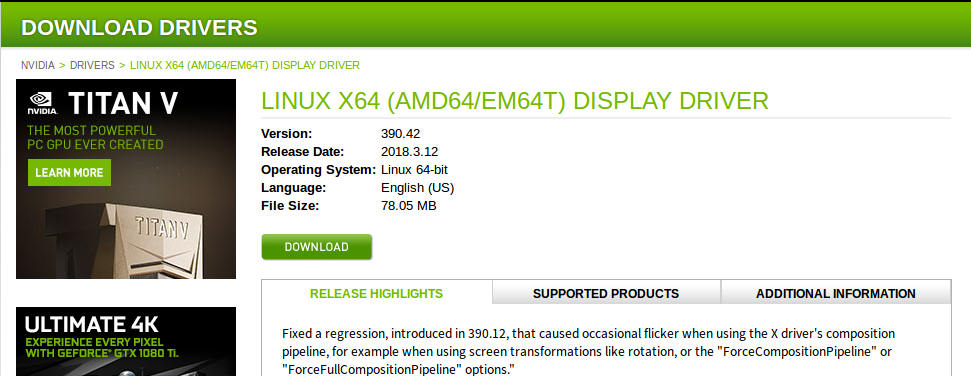 DOWNLOAD DRIVERS
NVIDIA > DRIVERS > LINUX X64 (AMD64/EM64T) DISPLAY DRIVER
NVIDIA. TITAN V
THE MOST POWERFUL
PC GPU EVER CREATED
LEARN MORE
TITAN V
ULTIMATE 4K
EXPERIENCE EVERY PIXEL
WITH GEFORCE® GTX 1080 Ti.
LINUX X64 (AMD64/EM64T) DISPLAY DRIVER
Version: 390.42
Release Date: 2018.3.12
Operating System: Linux 64-bit
Language: English (US)
File Size: 78.05 MB
DOWNLOAD
RELEASE HIGHLIGHTS SUPPORTED PRODUCTS ADDITIONAL INFORMATION
Fixed a regression, introduced in 390.12, that caused occasional flicker when using the X driver's composition
pipeline, for example when using screen transformations like rotation, or the "ForceCompositionPipeline" or
"ForceFullCompositionPipeline" options."